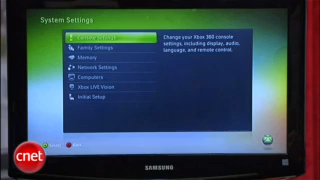 System Settings
Console Settings
Family Settings
Memory
Network Settings
Computers
Xbox LIVE Vision
Initial Setup
Change your Xbox 360 console
settings, including display, audio,
language, and remote control.
SAMSUNG
cnet